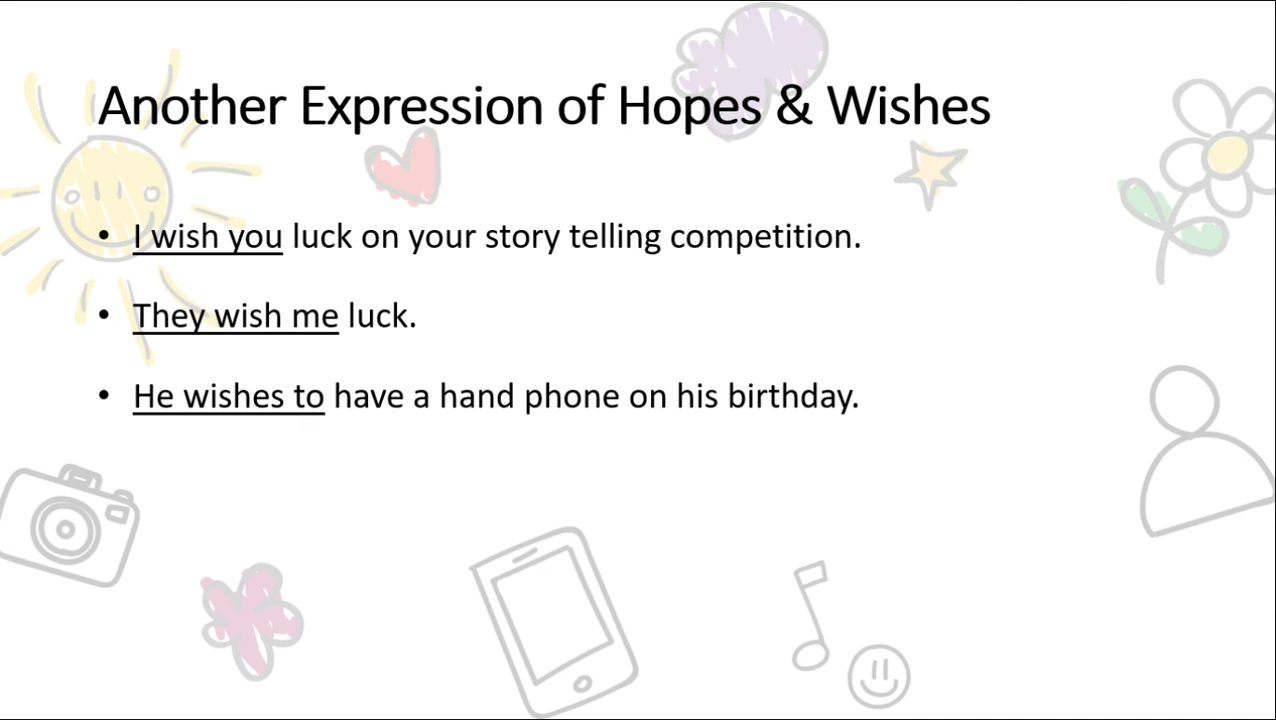 Another Expression of Hopes & Wishes
• I wish you luck on your story telling competition.
• They wish me luck.
• He wishes to have a hand phone on his birthday.